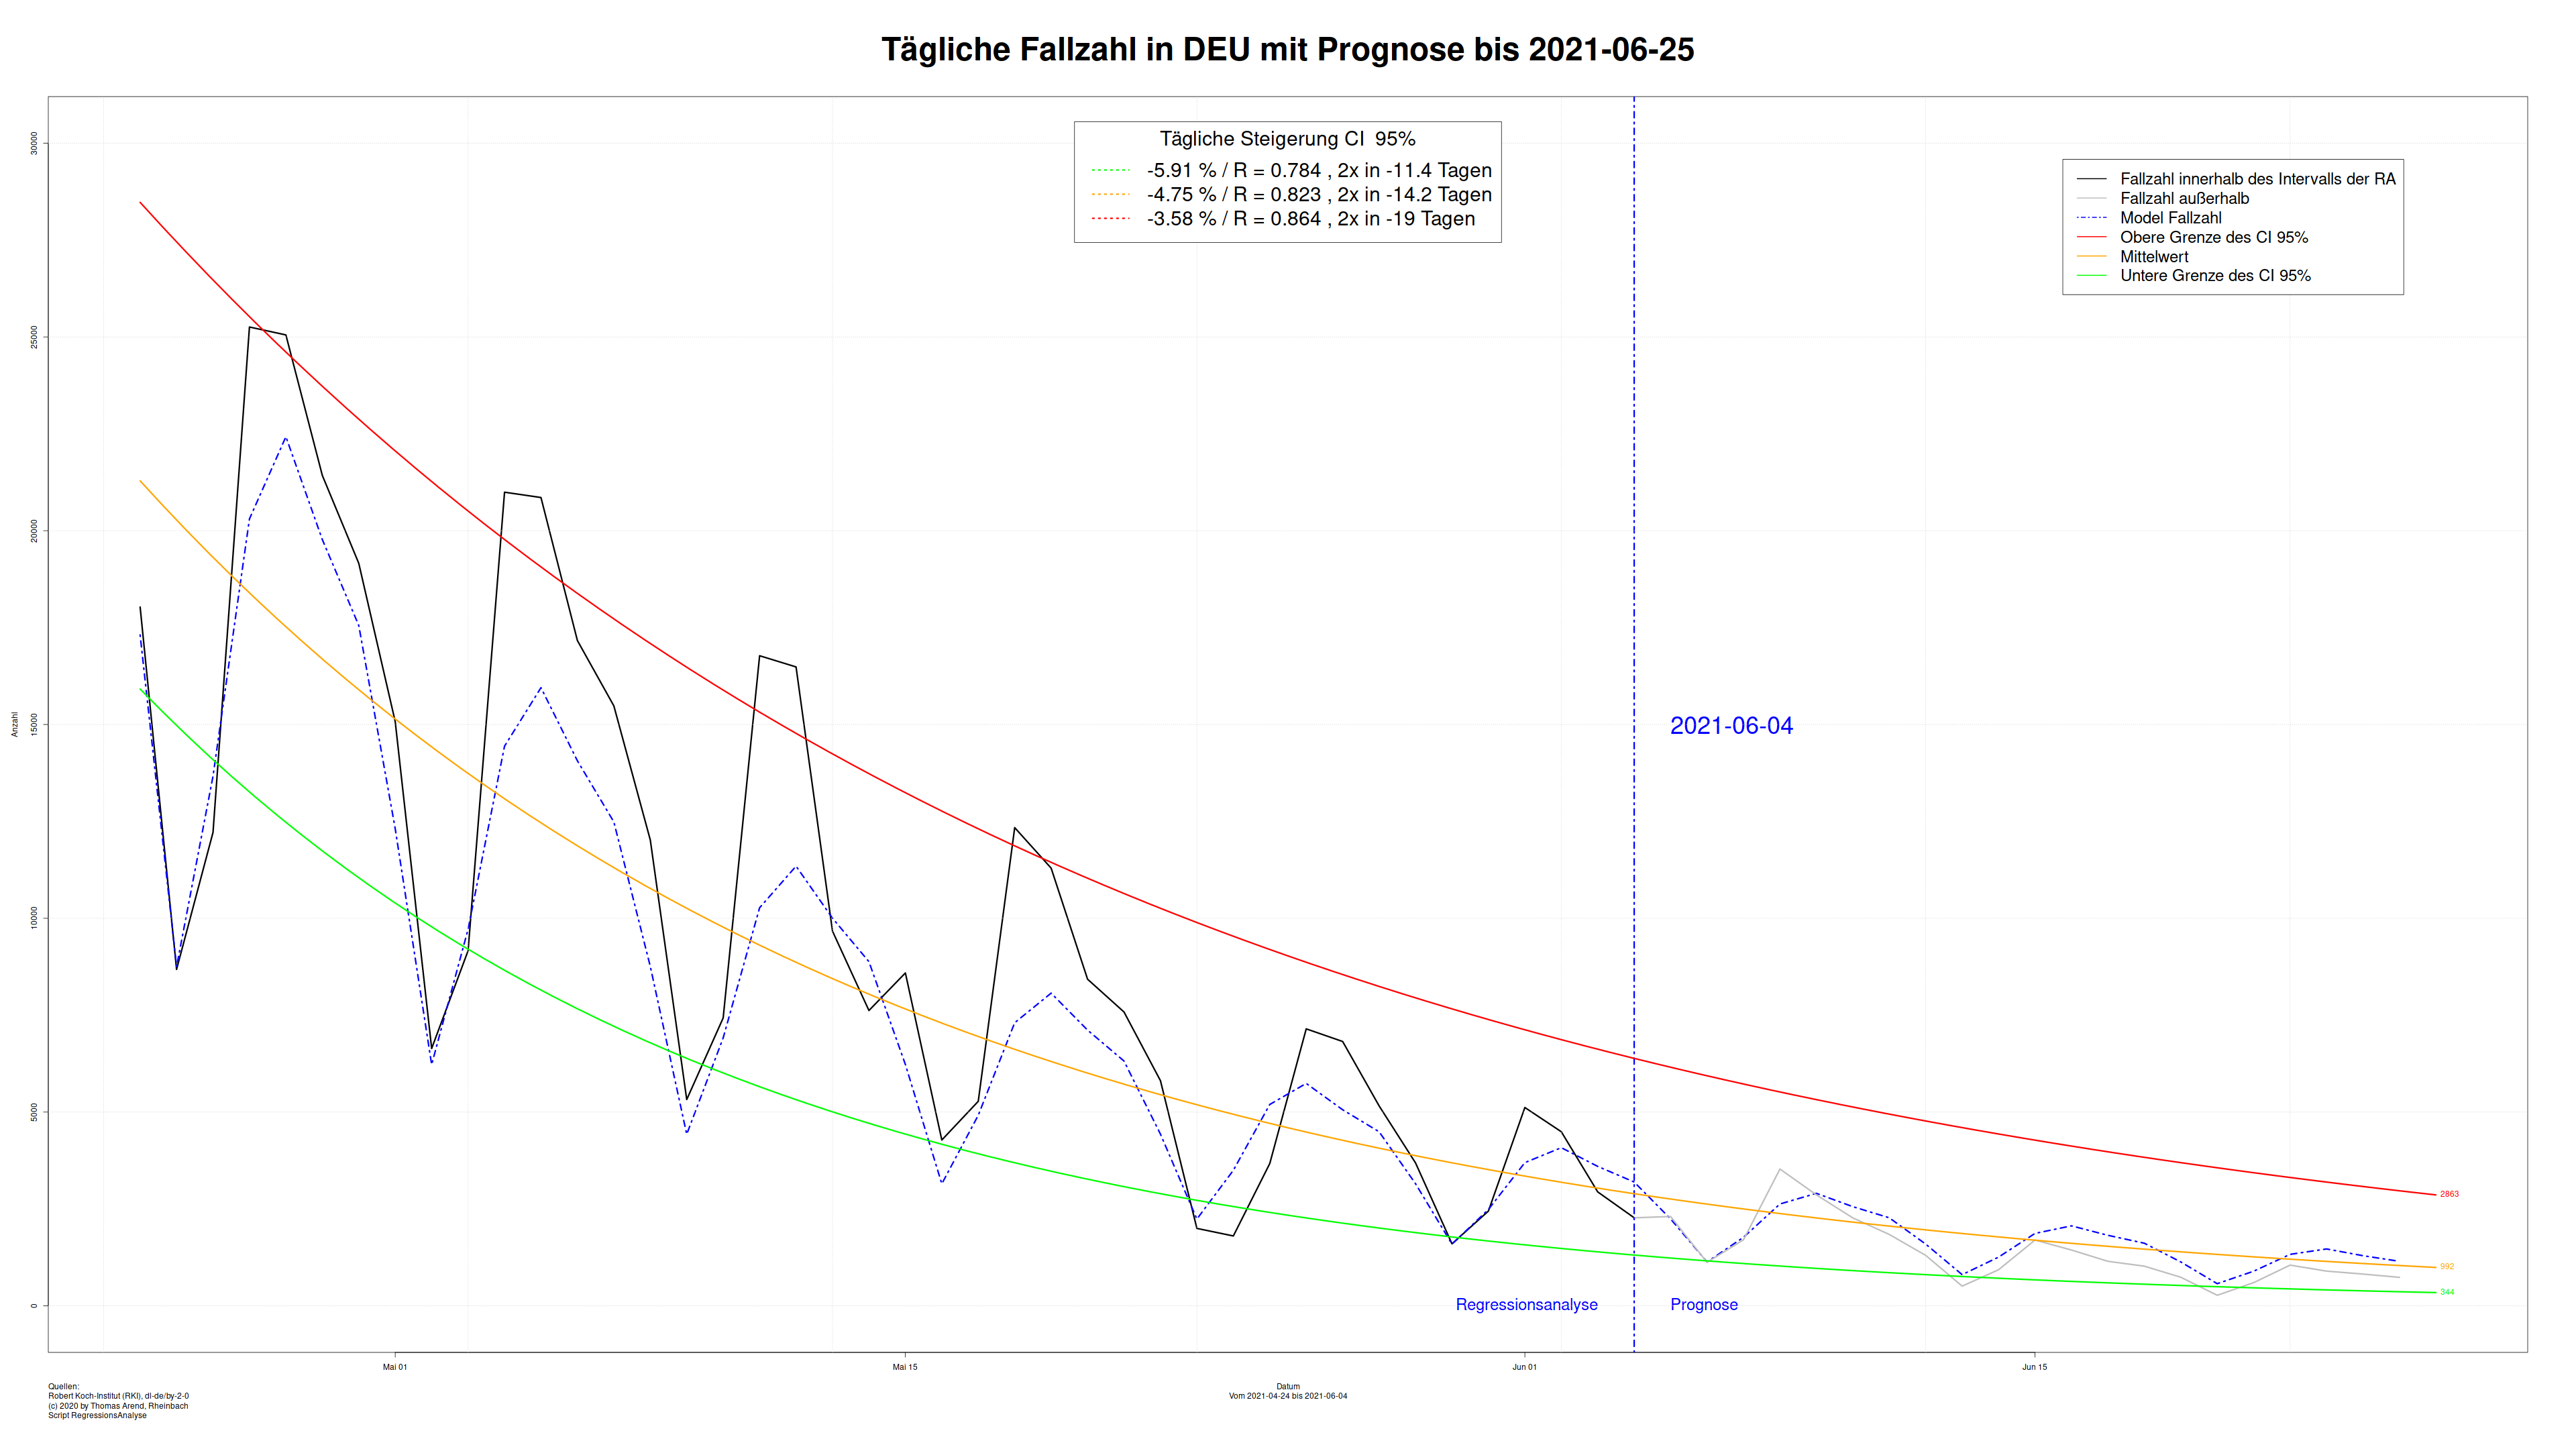 Tägliche Fallzahl in DEU mit Prognose bis 2021-06-25
Tägliche Steigerung CI  95%
-5.91 % / R = 0.784 , 2x in -11.4 Tagen
-4.75 % / R = 0.823 , 2x in -14.2 Tagen
-3.58 % / R = 0.864 , 2x in -19 Tagen
Fallzahl innerhalb des Intervalls der RA
Fallzahl außerhalb
Model Fallzahl
Obere Grenze des CI 95%
Mittelwert
Untere Grenze des CI 95%
30000
25000
20000
15000
10000
5000
0
Anzahl
2021-06-04
2863
992
344
Regressionsanalyse
Prognose
Mai 01
Mai 15
Jun 01
Jun 15
Datum
Vom 2021-04-24 bis 2021-06-04
Quellen:
Robert Koch-Institut (RKI), dl-de/by-2-0
(c) 2020 by Thomas Arend, Rheinbach
Script RegressionsAnalyse